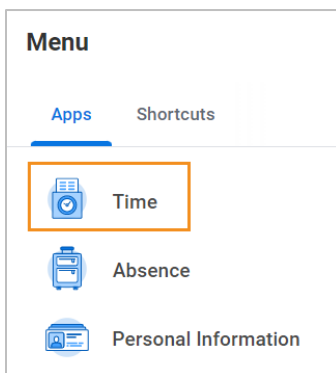 Menu
Apps Shortcuts
Time
Absence
Personal Information